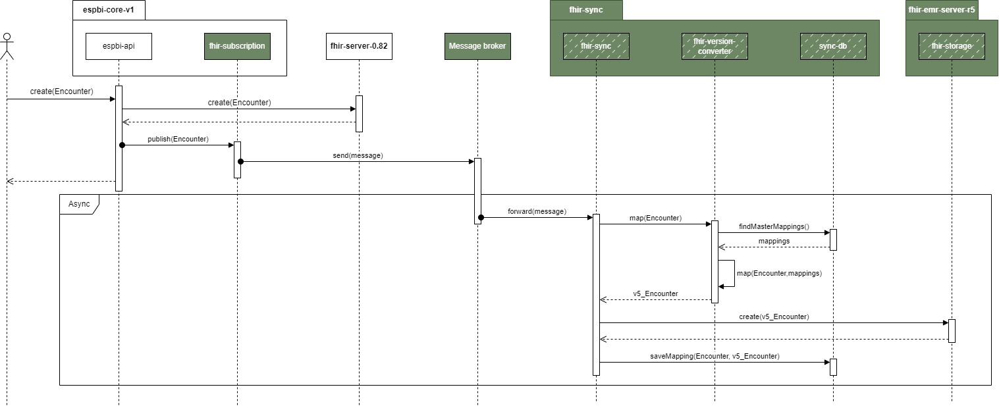 espbi-core-v1
fhir-sync
fhir-emr-server-r5
espbi-api
fhir-subscription
fhir-server-0.82
Message broker
fhir-sync
fhir-version-
converter
sync-db
fhir-storage
create(Encounter)
create(Encounter)
publish(Encounter)
send(message)
Async
forward(message)
map(Encounter)
findMasterMappings()
mappings
map(Encounter,mappings)
v5_Encounter
create(v5_Encounter)
saveMapping(Encounter, v5_Encounter)